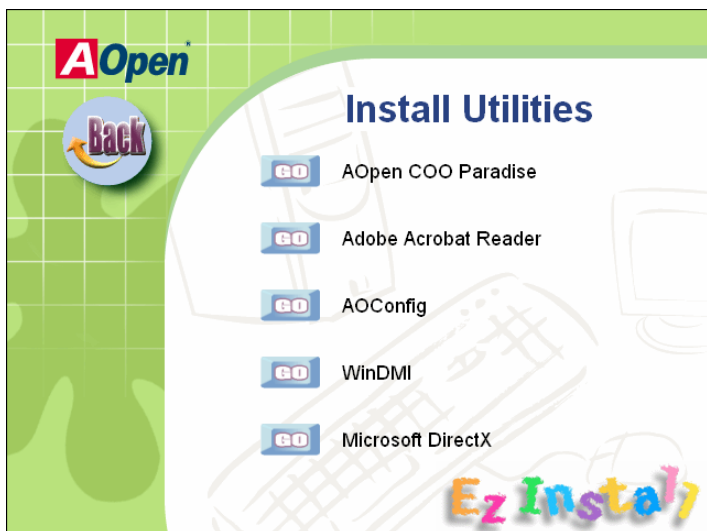 AOpen
Back
Install Utilities
GO AOpen COO Paradise
GO Adobe Acrobat Reader
GO AOConfig
GO WinDMI
GO Microsoft DirectX
Ez Install